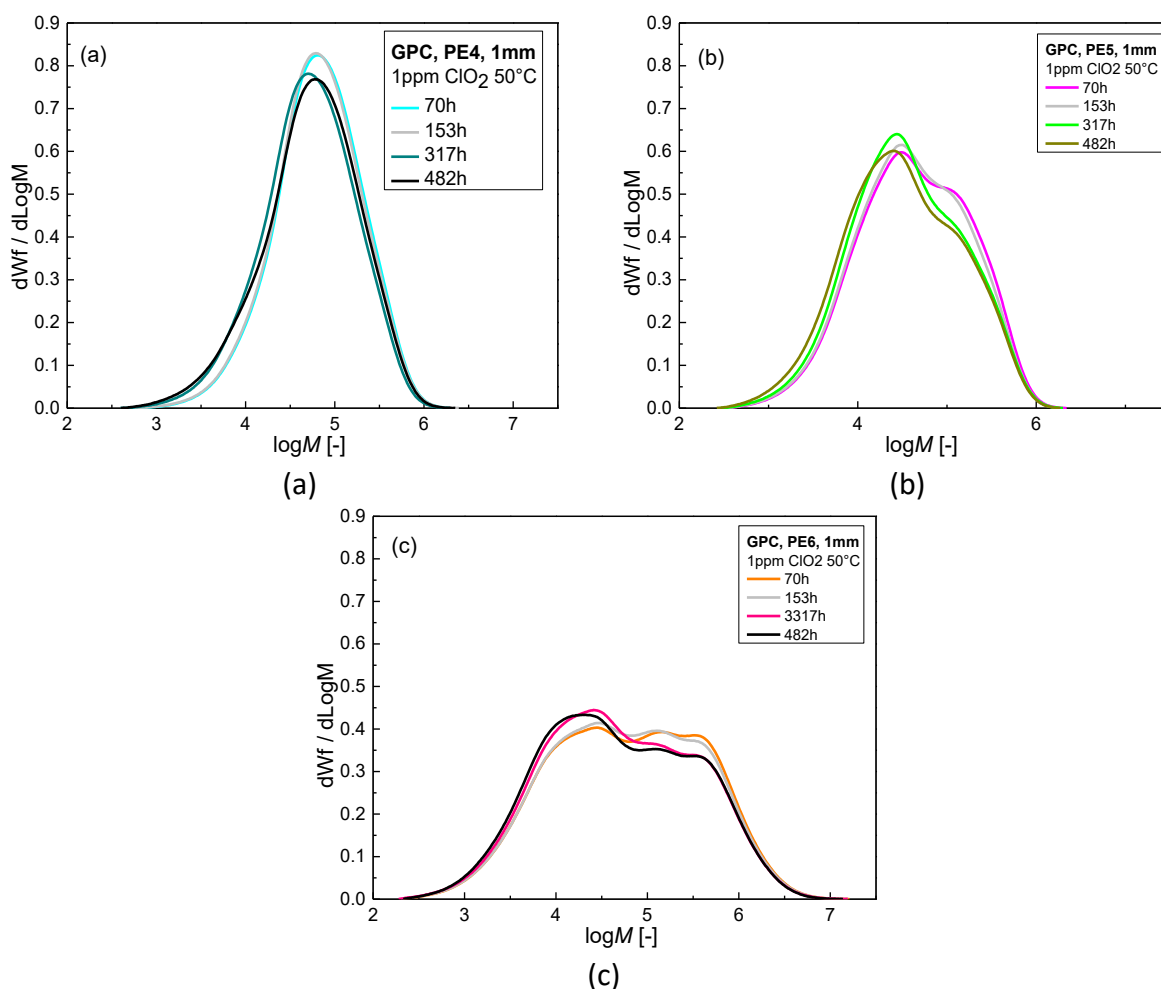 (a)
GPC, PE4, 1mm
1ppm ClO2 50°C
70h
153h
317h
482h
0.9
0.8
0.7
0.6
0.5
0.4
0.3
0.2
0.1
0.0
dWf / dLogM
2 3 4 5 6 7
logM [-]
(a)
(b)
GPC, PE5, 1mm
1ppm ClO2 50°C
70h
153h
317h
482h
0.9
0.8
0.7
0.6
0.5
0.4
0.3
0.2
0.1
0.0
dWf / dLogM
2 4 6
logM [-]
(b)
(c)
GPC, PE6, 1mm
1ppm ClO2 50°C
70h
153h
3317h
482h
0.9
0.8
0.7
0.6
0.5
0.4
0.3
0.2
0.1
0.0
dWf / dLogM
2 3 4 5 6 7
logM [-]
(c)